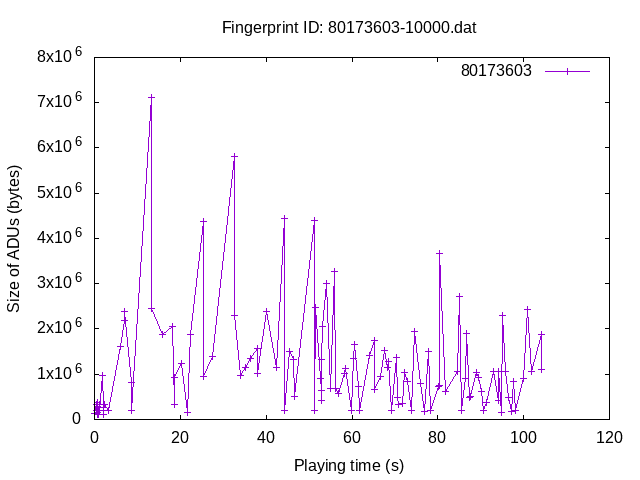 Fingerprint ID: 80173603-10000.dat
8x10^6
80173603
7x10^6
6x10^6
5x10^6
4x10^6
3x10^6
2x10^6
1x10^6
0
Size of ADUs (bytes)
0 20 40 60 80 100 120
Playing time (s)